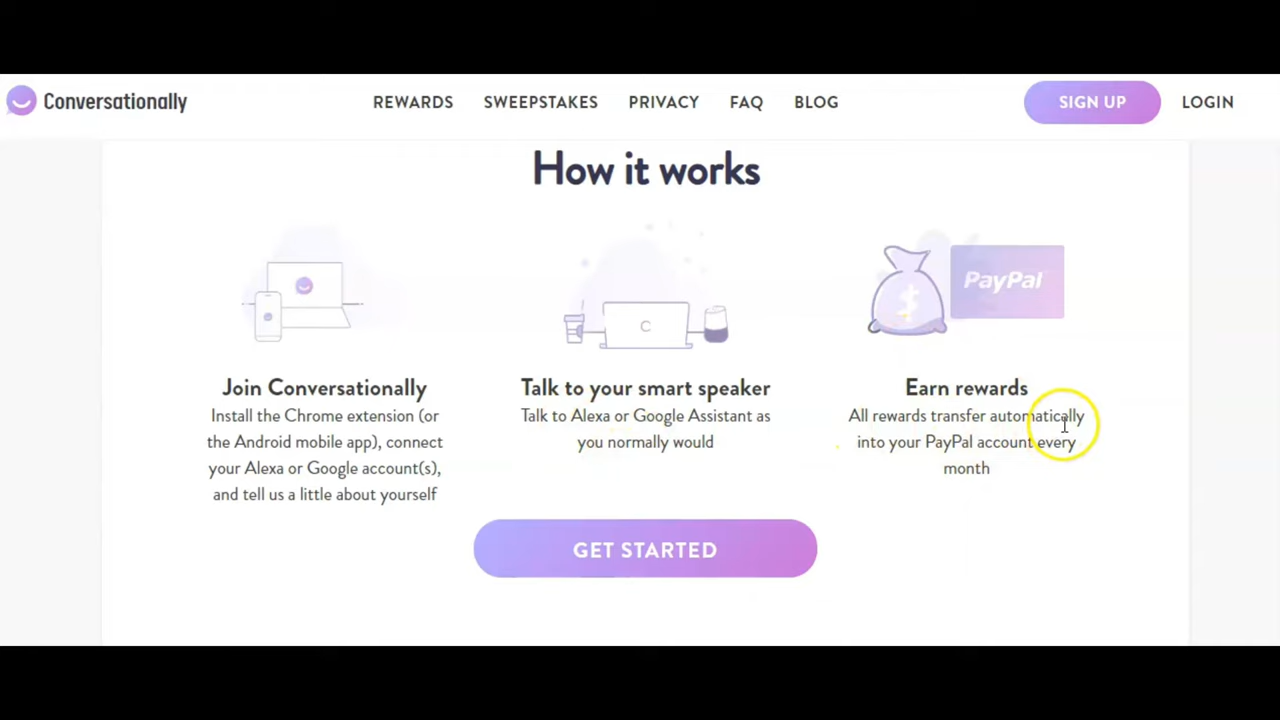 Conversationally REWARDS SWEEPSTAKES PRIVACY FAQ BLOG SIGN UP LOGIN
How it works
PayPal
C
Join Conversationally
Install the Chrome extension (or
the Android mobile app), connect
your Alexa or Google account(s),
and tell us a little about yourself
Talk to your smart speaker
Talk to Alexa or Google Assistant as
you normally would
Earn rewards
All rewards transfer automatically
into your PayPal account every
month
GET STARTED